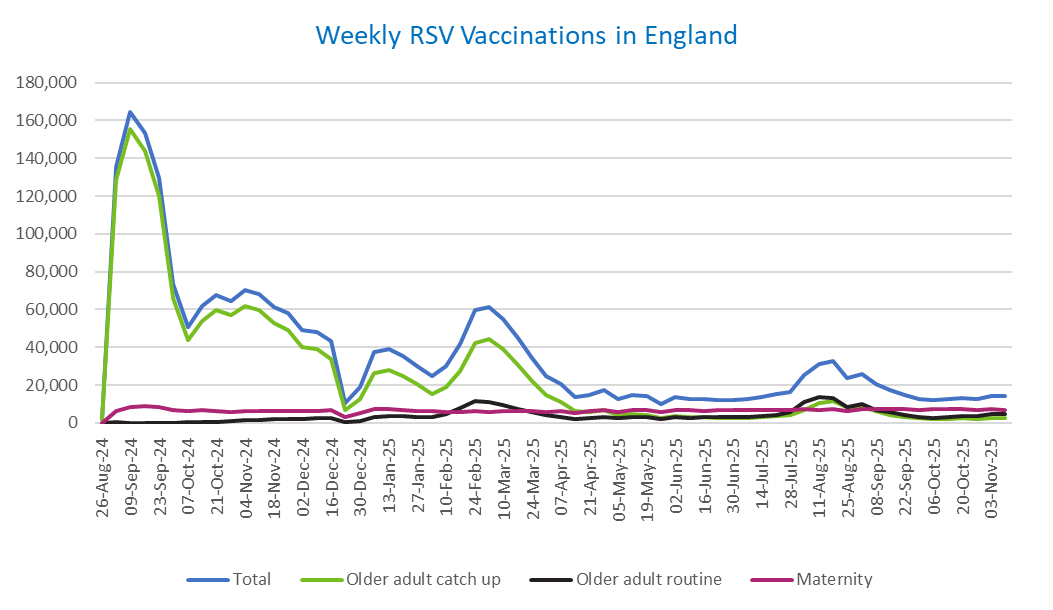 Weekly RSV Vaccinations in England
180,000
160,000
140,000
120,000
100,000
80,000
60,000
40,000
20,000
0
26-Aug-24
09-Sep-24
23-Sep-24
07-Oct-24
21-Oct-24
04-Nov-24
18-Nov-24
02-Dec-24
16-Dec-24
30-Dec-24
13-Jan-25
27-Jan-25
10-Feb-25
24-Feb-25
10-Mar-25
24-Mar-25
07-Apr-25
21-Apr-25
05-May-25
19-May-25
02-Jun-25
16-Jun-25
30-Jun-25
14-Jul-25
28-Jul-25
11-Aug-25
25-Aug-25
08-Sep-25
22-Sep-25
06-Oct-25
20-Oct-25
03-Nov-25
Total Older adult catch up Older adult routine Maternity